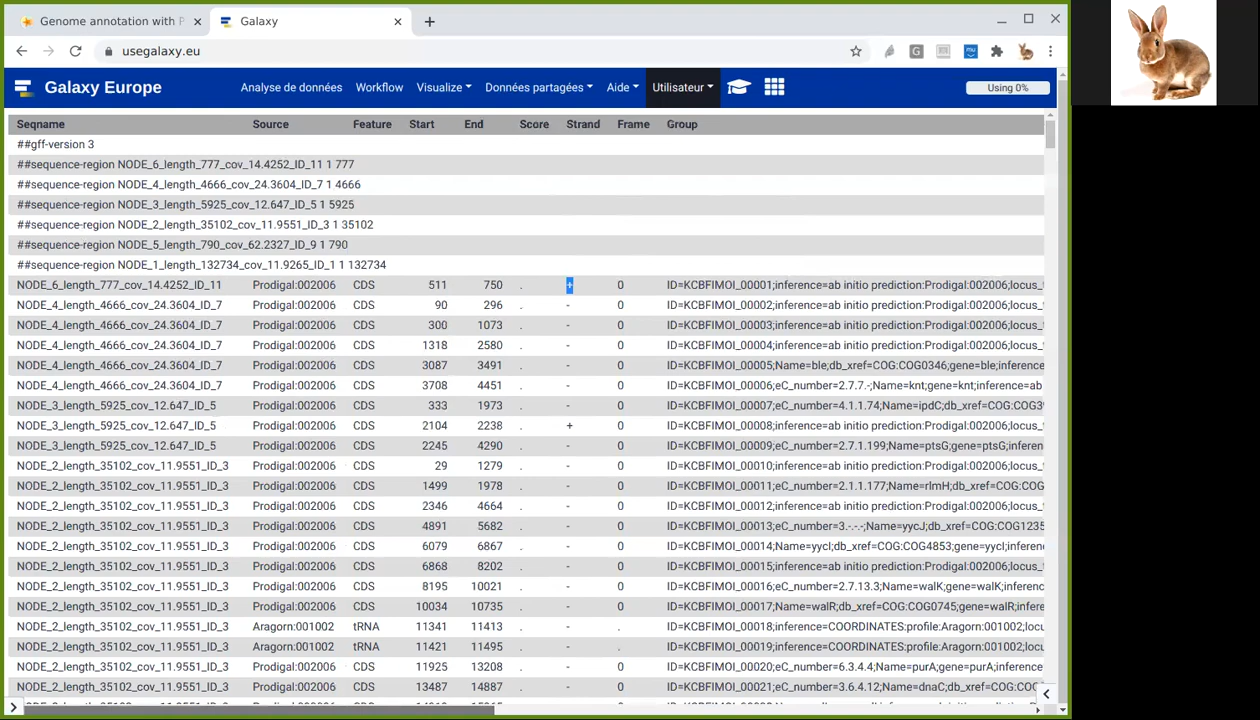 Genome annotation with P
Galaxy
usegalaxy.eu
Galaxy Europe
Analyse de données Workflow Visualize Données partagées Aide Utilisateur Using 0%
Seqname Source Feature Start End Score Strand Frame Group
##gff-version 3
##sequence-region NODE_6_length_777_cov_14.4252_ID_11 1 777
##sequence-region NODE_4_length_4666_cov_24.3604_ID_7 1 4666
##sequence-region NODE_3_length_5925_cov_12.647_ID_5 1 5925
##sequence-region NODE_2_length_35102_cov_11.9551_ID_3 1 35102
##sequence-region NODE_5_length_790_cov_62.2327_ID_9 1 790
##sequence-region NODE_1_length_132734_cov_11.9265_ID_1 1 132734
NODE_6_length_777_cov_14.4252_ID_11 Prodigal:002006 CDS 511 750 . + 0 ID=KCBFIMOI_00001;inference=ab initio prediction:Prodigal:002006;locus_
NODE_4_length_4666_cov_24.3604_ID_7 Prodigal:002006 CDS 90 296 . - 0 ID=KCBFIMOI_00002;inference=ab initio prediction:Prodigal:002006;locus_
NODE_4_length_4666_cov_24.3604_ID_7 Prodigal:002006 CDS 300 1073 . - 0 ID=KCBFIMOI_00003;inference=ab initio prediction:Prodigal:002006;locus_
NODE_4_length_4666_cov_24.3604_ID_7 Prodigal:002006 CDS 1318 2580 . - 0 ID=KCBFIMOI_00004;inference=ab initio prediction:Prodigal:002006;locus_
NODE_4_length_4666_cov_24.3604_ID_7 Prodigal:002006 CDS 3087 3491 . - 0 ID=KCBFIMOI_00005;Name=ble;db_xref=COG:COG0346;gene=ble;inference
NODE_4_length_4666_cov_24.3604_ID_7 Prodigal:002006 CDS 3708 4451 . - 0 ID=KCBFIMOI_00006;eC_number=2.7.7.-;Name=knt;gene=knt;inference=ab
NODE_3_length_5925_cov_12.647_ID_5 Prodigal:002006 CDS 333 1973 . - 0 ID=KCBFIMOI_00007;eC_number=4.1.1.74;Name=ipdC;db_xref=COG:COG3
NODE_3_length_5925_cov_12.647_ID_5 Prodigal:002006 CDS 2104 2238 . + 0 ID=KCBFIMOI_00008;inference=ab initio prediction:Prodigal:002006;locus_
NODE_3_length_5925_cov_12.647_ID_5 Prodigal:002006 CDS 2245 4290 . - 0 ID=KCBFIMOI_00009;eC_number=2.7.1.199;Name=ptsG;gene=ptsG;inferen
NODE_2_length_35102_cov_11.9551_ID_3 Prodigal:002006 CDS 29 1279 . - 0 ID=KCBFIMOI_00010;inference=ab initio prediction:Prodigal:002006;locus_
NODE_2_length_35102_cov_11.9551_ID_3 Prodigal:002006 CDS 1499 1978 . - 0 ID=KCBFIMOI_00011;eC_number=2.1.1.177;Name=rlmH;db_xref=COG:COG
NODE_2_length_35102_cov_11.9551_ID_3 Prodigal:002006 CDS 2346 4664 . - 0 ID=KCBFIMOI_00012;inference=ab initio prediction:Prodigal:002006;locus_
NODE_2_length_35102_cov_11.9551_ID_3 Prodigal:002006 CDS 4891 5682 . - 0 ID=KCBFIMOI_00013;eC_number=3.-.-.-;Name=yycJ;db_xref=COG:COG1235
NODE_2_length_35102_cov_11.9551_ID_3 Prodigal:002006 CDS 6079 6867 . - 0 ID=KCBFIMOI_00014;Name=yycI;db_xref=COG:COG4853;gene=yycI;inferenc
NODE_2_length_35102_cov_11.9551_ID_3 Prodigal:002006 CDS 6868 8202 . - 0 ID=KCBFIMOI_00015;inference=ab initio prediction:Prodigal:002006;locus_
NODE_2_length_35102_cov_11.9551_ID_3 Prodigal:002006 CDS 8195 10021 . - 0 ID=KCBFIMOI_00016;eC_number=2.7.13.3;Name=walK;gene=walK;inferen
NODE_2_length_35102_cov_11.9551_ID_3 Prodigal:002006 CDS 10034 10735 . - 0 ID=KCBFIMOI_00017;Name=walR;db_xref=COG:COG0745;gene=walR;inferen
NODE_2_length_35102_cov_11.9551_ID_3 Aragorn:001002 tRNA 11341 11413 . - . ID=KCBFIMOI_00018;inference=COORDINATES:profile:Aragorn:001002;locu
NODE_2_length_35102_cov_11.9551_ID_3 Aragorn:001002 tRNA 11421 11495 . - . ID=KCBFIMOI_00019;inference=COORDINATES:profile:Aragorn:001002;locu
NODE_2_length_35102_cov_11.9551_ID_3 Prodigal:002006 CDS 11925 13208 . - 0 ID=KCBFIMOI_00020;eC_number=6.3.4.4;Name=purA;gene=purA;inference
NODE_2_length_35102_cov_11.9551_ID_3 Prodigal:002006 CDS 13487 14887 . - 0 ID=KCBFIMOI_00021;eC_number=3.6.4.12;Name=dnaC;db_xref=COG:COG